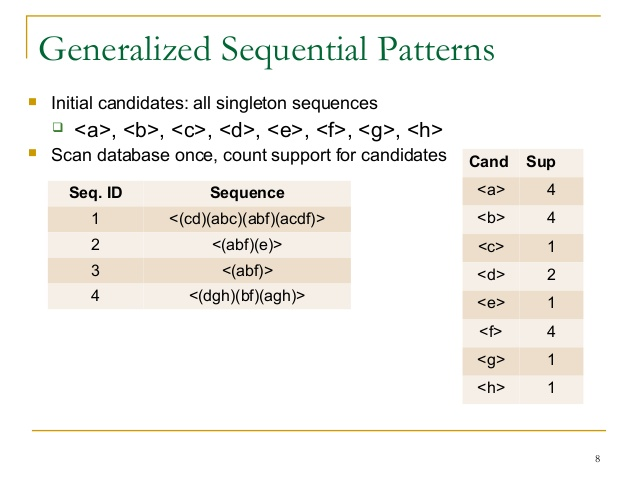 Generalized Sequential Patterns
Initial candidates: all singleton sequences
<a>, <b>, <c>, <d>, <e>, <f>, <g>, <h>
Scan database once, count support for candidates
Seq. ID Sequence
1 <(cd)(abc)(abf)(acdf)>
2 <(abf)(e)>
3 <(abf)>
4 <(dgh)(bf)(agh)>
Cand Sup
<a> 4
<b> 4
<c> 1
<d> 2
<e> 1
<f> 4
<g> 1
<h> 1
8